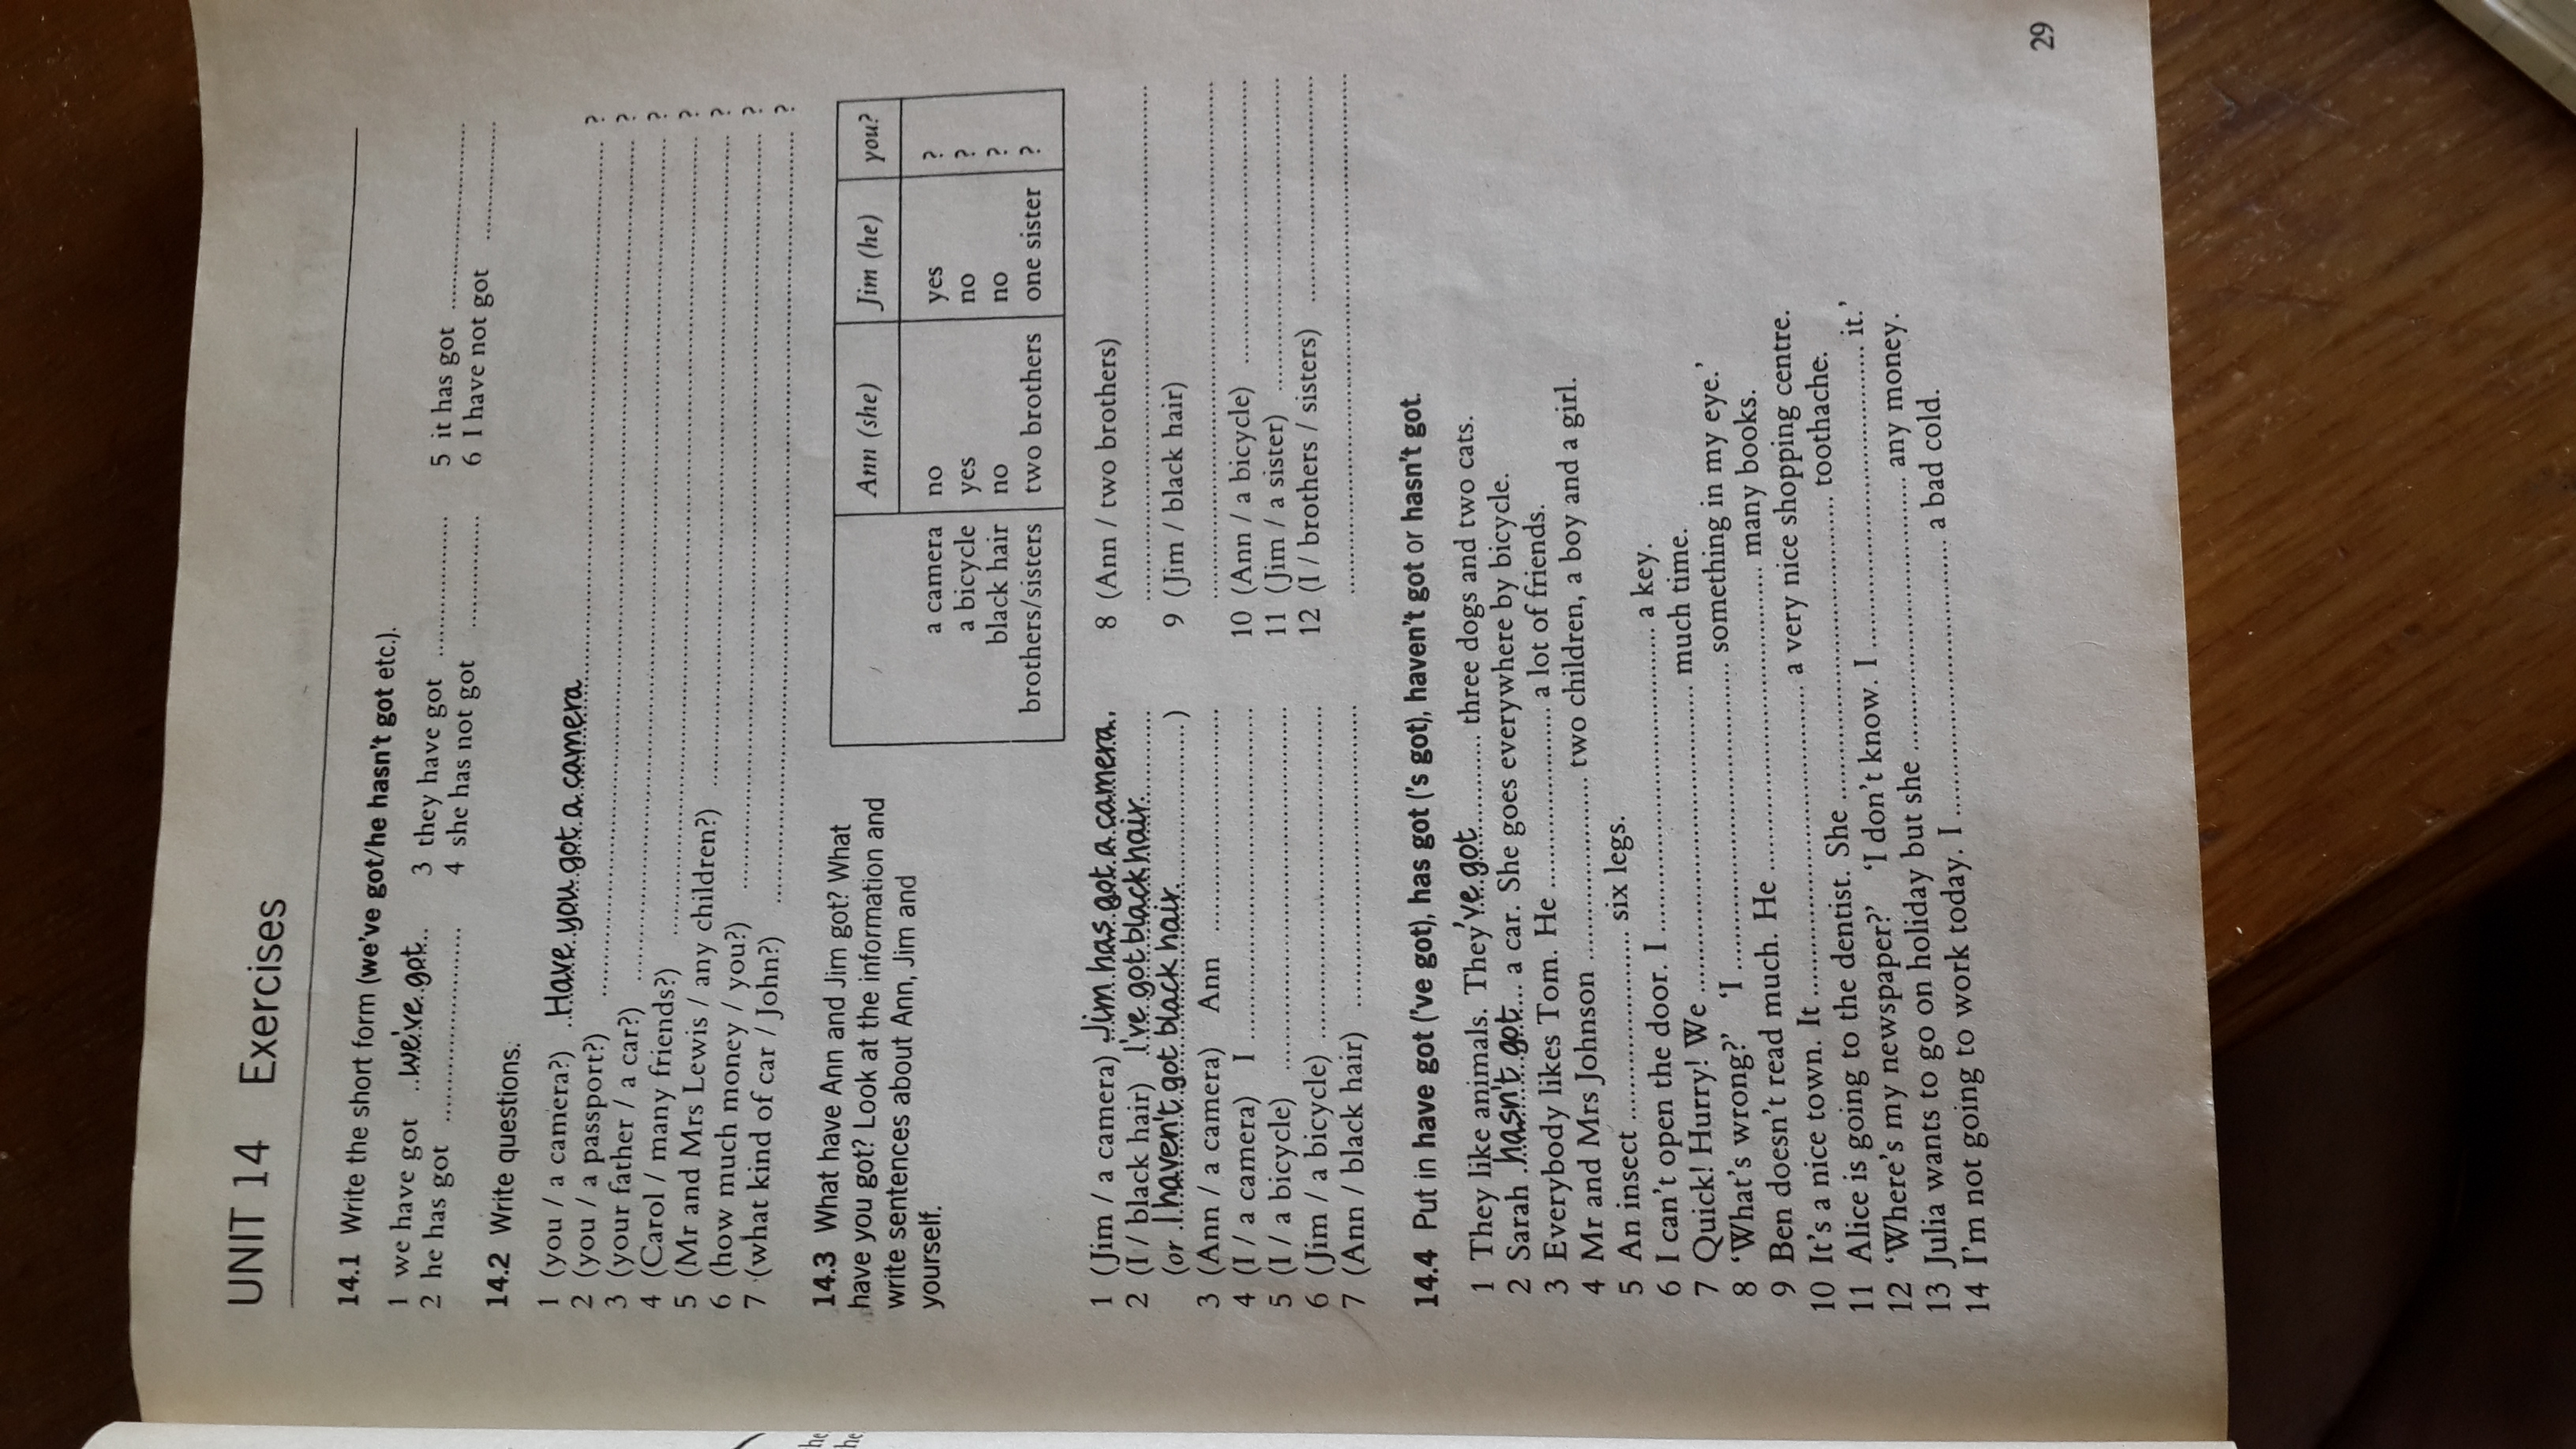 UNIT 14 Exercises
14.1 Write the short form (we've got/he hasn't got etc.).
1 we have got ..we've got..
2 he has got ..........................
3 they have got ...................
4 she has not got ...............
5 it has got .........................
6 I have not got ................
14.2 Write questions.
1 (you / a camera?) ..Have you got a camera.......................................................... ?
2 (you / a passport?) .......................................................... ?
3 (your father / a car?) .......................................................... ?
4 (Carol / many friends?) .......................................................... ?
5 (Mr and Mrs Lewis / any children?) .......................................................... ?
6 (how much money / you?) .......................................................... ?
7 (what kind of car / John?) .......................................................... ?
14.3 What have Ann and Jim got? What
have you got? Look at the information and
write sentences about Ann, Jim and
yourself.
Ann (she) Jim (he) you?
a camera no yes ?
a bicycle yes no ?
black hair no no ?
brothers/sisters two brothers one sister ?
1 (Jim / a camera) Jim has got a camera.
2 (I / black hair) I've got black hair.............
(or I haven't got black hair...........................)
3 (Ann / a camera) Ann ..............................
4 (I / a camera) I ..............................
5 (I / a bicycle) ..............................
6 (Jim / a bicycle) ..............................
7 (Ann / black hair) ..............................
8 (Ann / two brothers)
..............................
9 (Jim / black hair)
..............................
10 (Ann / a bicycle) ..............................
11 (Jim / a sister) ..............................
12 (I / brothers / sisters) ..............................
..............................
14.4 Put in have got ('ve got), has got ('s got), haven't got or hasn't got.
1 They like animals. They've got............. three dogs and two cats.
2 Sarah .hasn't got... a car. She goes everywhere by bicycle.
3 Everybody likes Tom. He ........................ a lot of friends.
4 Mr and Mrs Johnson ........................ two children, a boy and a girl.
5 An insect ........................ six legs.
6 I can't open the door. I ........................ a key.
7 Quick! Hurry! We ........................ much time.
8 'What's wrong?' 'I ........................ something in my eye.'
9 Ben doesn't read much. He ........................ many books.
10 It's a nice town. It ........................ a very nice shopping centre.
11 Alice is going to the dentist. She ........................ toothache.
12 'Where's my newspaper?' 'I don't know. I ........................ it.'
13 Julia wants to go on holiday but she ........................ any money.
14 I'm not going to work today. I ........................ a bad cold.
29